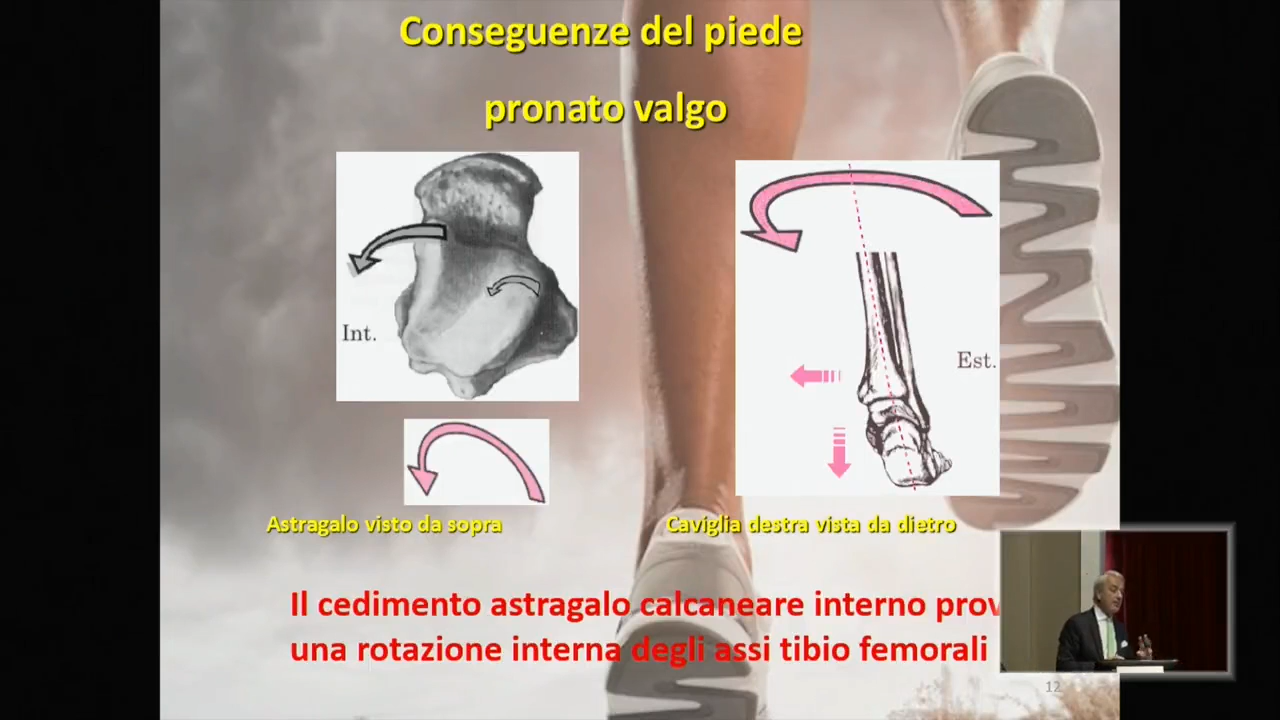 Conseguenze del piede
pronato valgo
Int.
Est.
Astragalo visto da sopra
Caviglia destra vista da dietro
Il cedimento astragalo calcaneare interno
una rotazione interna degli assi tibio femorali
12